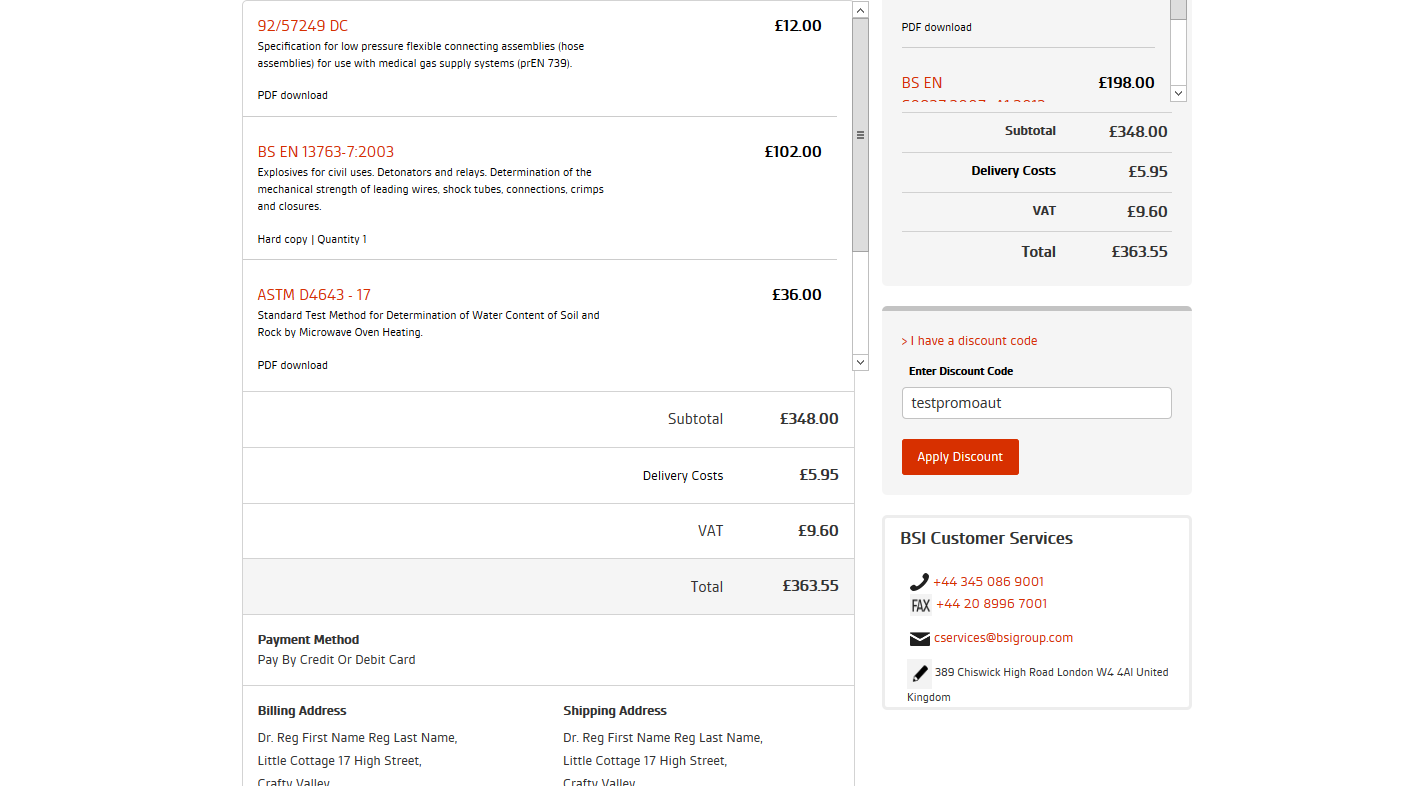 92/57249 DC £12.00
Specification for low pressure flexible connecting assemblies (hose
assemblies) for use with medical gas supply systems (prEN 739).
PDF download
BS EN 13763-7:2003 £102.00
Explosives for civil uses. Detonators and relays. Determination of the
mechanical strength of leading wires, shock tubes, connections, crimps
and closures.
Hard copy | Quantity 1
ASTM D4643 - 17 £36.00
Standard Test Method for Determination of Water Content of Soil and
Rock by Microwave Oven Heating.
PDF download
Subtotal £348.00
Delivery Costs £5.95
VAT £9.60
Total £363.55
Payment Method
Pay By Credit Or Debit Card
Billing Address
Dr. Reg First Name Reg Last Name,
Little Cottage 17 High Street,
Crafty Valley
Shipping Address
Dr. Reg First Name Reg Last Name,
Little Cottage 17 High Street,
Crafty Valley
PDF download
BS EN £198.00
Subtotal £348.00
Delivery Costs £5.95
VAT £9.60
Total £363.55
> I have a discount code
Enter Discount Code
testpromoaut
Apply Discount
BSI Customer Services
+44 345 086 9001
FAX +44 20 8996 7001
cservices@bsigroup.com
389 Chiswick High Road London W4 4Al United
Kingdom